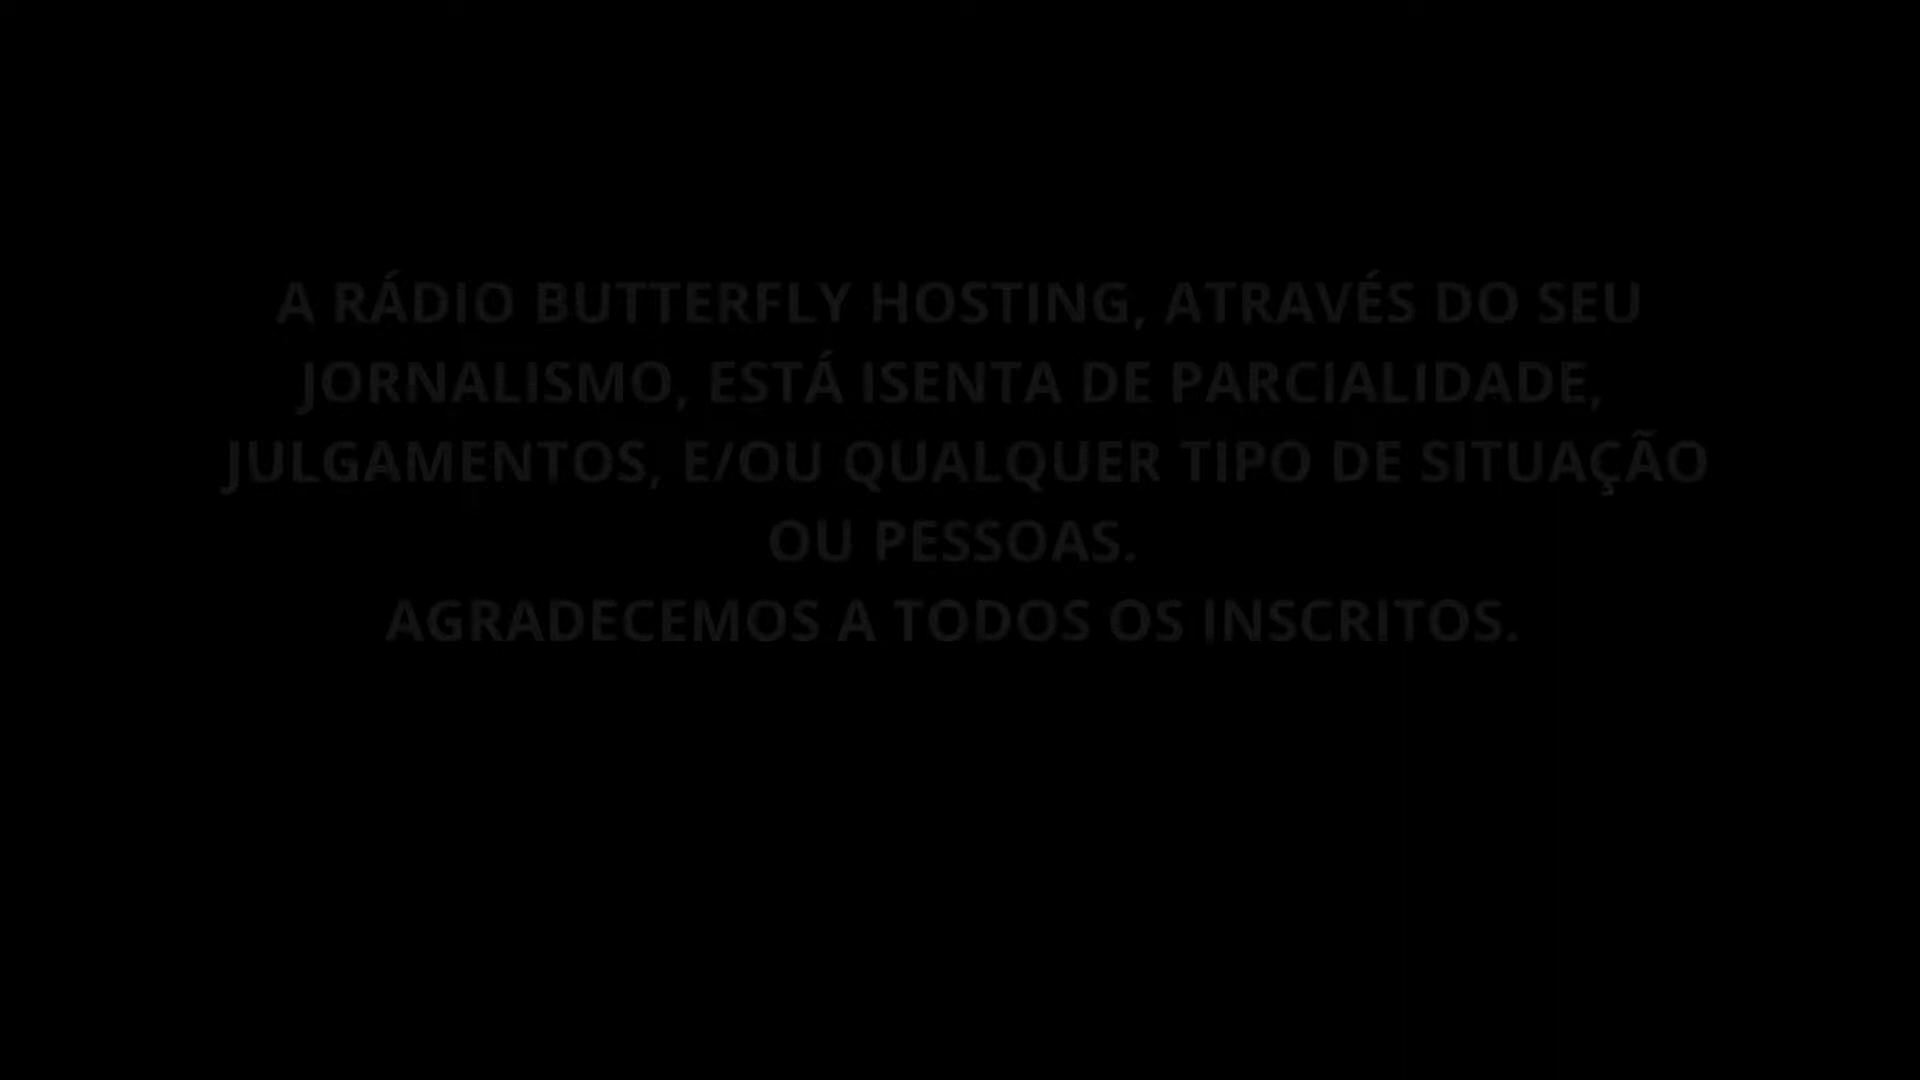 A RÁDIO BUTTERFLY HOSTING, ATRAVÉS DO SEU
JORNALISMO, ESTÁ ISENTA DE PARCIALIDADE,
JULGAMENTOS, E/OU QUALQUER TIPO DE SITUAÇÃO
OU PESSOAS.
AGRADECEMOS A TODOS OS INSCRITOS.